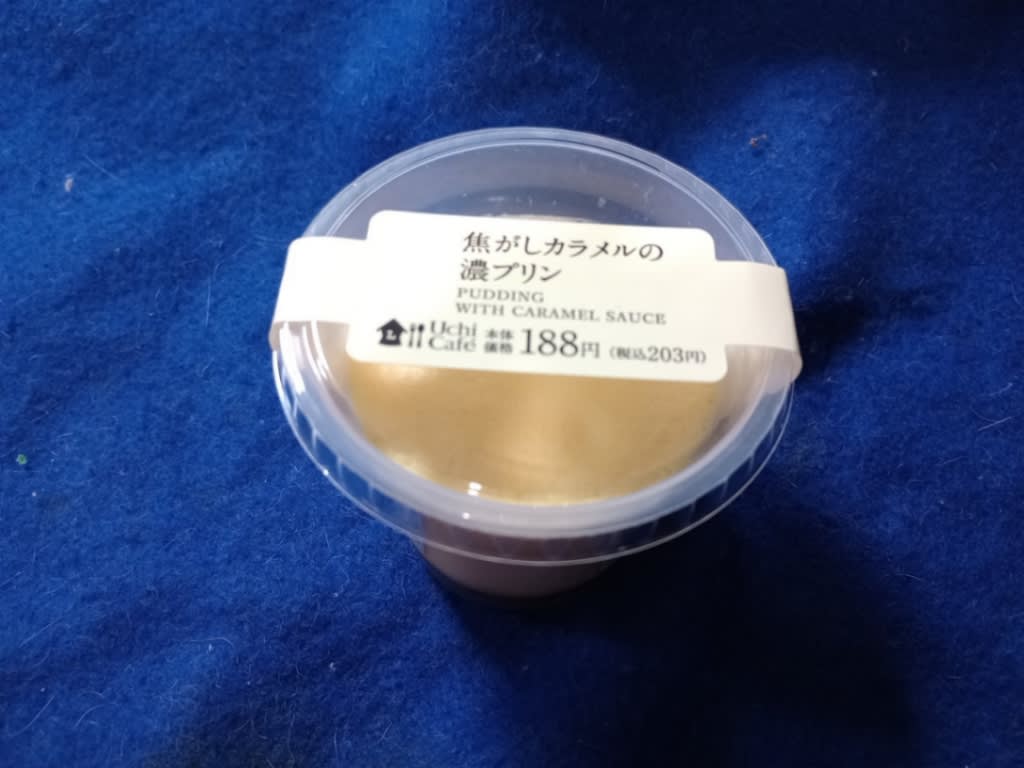 焦がしカラメルの
濃プリン
PUDDING
WITH CARAMEL SAUCE
Uchi Café 本体価格 188円 (税込203円)